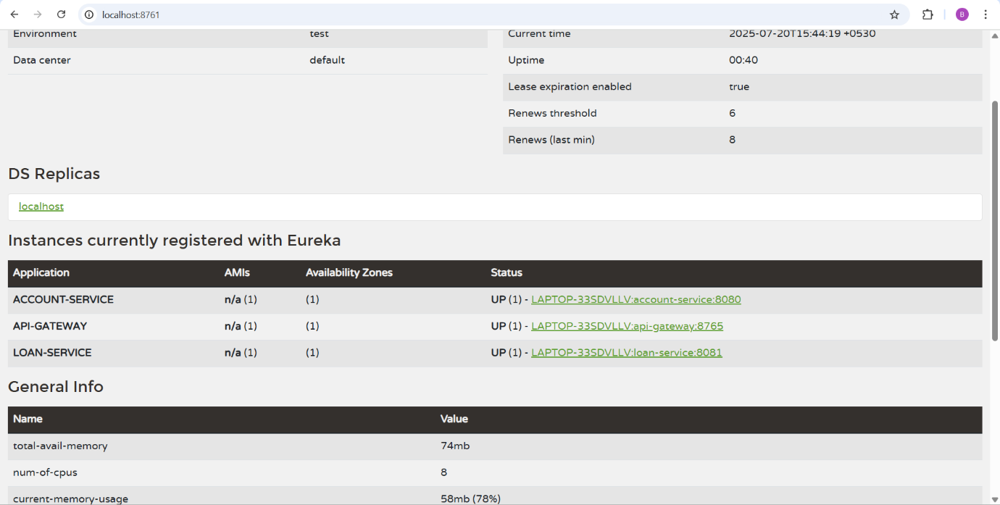 localhost:8761
B
Environment test
Current time 2025-07-20T15:44:19 +0530
Data center default
Uptime 00:40
Lease expiration enabled true
Renews threshold 6
Renews (last min) 8
DS Replicas
localhost
Instances currently registered with Eureka
Application AMIs Availability Zones Status
ACCOUNT-SERVICE n/a (1) (1) UP (1) - LAPTOP-33SDVLLV:account-service:8080
API-GATEWAY n/a (1) (1) UP (1) - LAPTOP-33SDVLLV:api-gateway:8765
LOAN-SERVICE n/a (1) (1) UP (1) - LAPTOP-33SDVLLV:loan-service:8081
General Info
Name Value
total-avail-memory 74mb
num-of-cpus 8
current-memory-usage 58mb (78%)